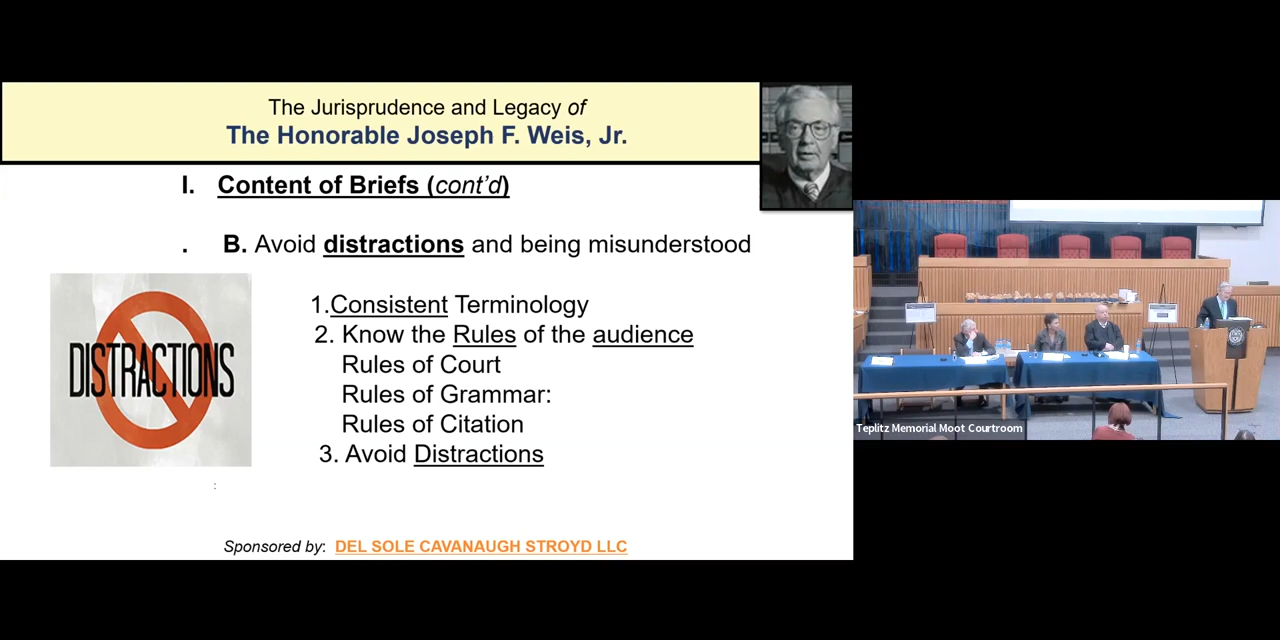 The Jurisprudence and Legacy of
The Honorable Joseph F. Weis, Jr.
I. Content of Briefs (cont’d)
. B. Avoid distractions and being misunderstood
DISTRACTIONS
1.Consistent Terminology
2. Know the Rules of the audience
Rules of Court
Rules of Grammar:
Rules of Citation
3. Avoid Distractions
:
Sponsored by: DEL SOLE CAVANAUGH STROYD LLC
Teplitz Memorial Moot Courtroom